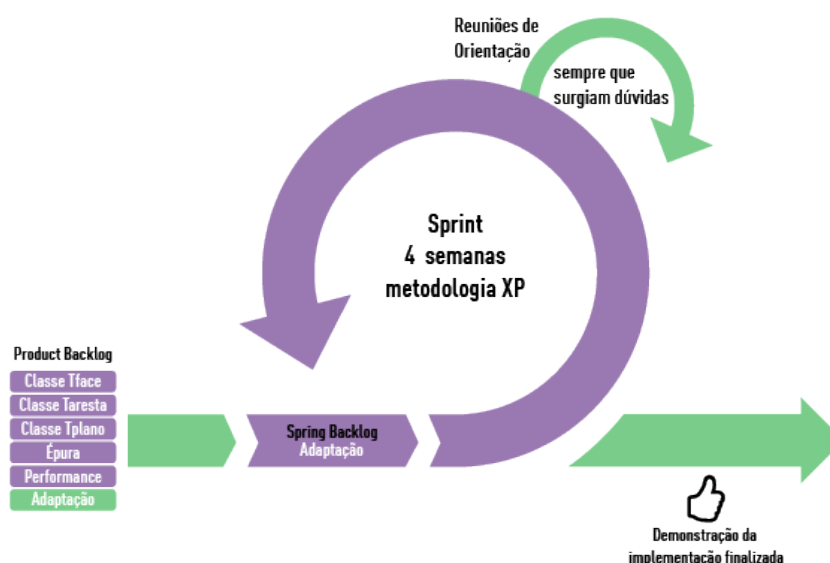 Reuniões de
Orientação
sempre que
surgiam dúvidas
Sprint
4 semanas
metodologia XP
Product Backlog
Classe Tface
Classe Taresta
Classe Tplano
Épura
Performance
Adaptação
Spring Backlog
Adaptação
Demonstração da
implementação finalizada